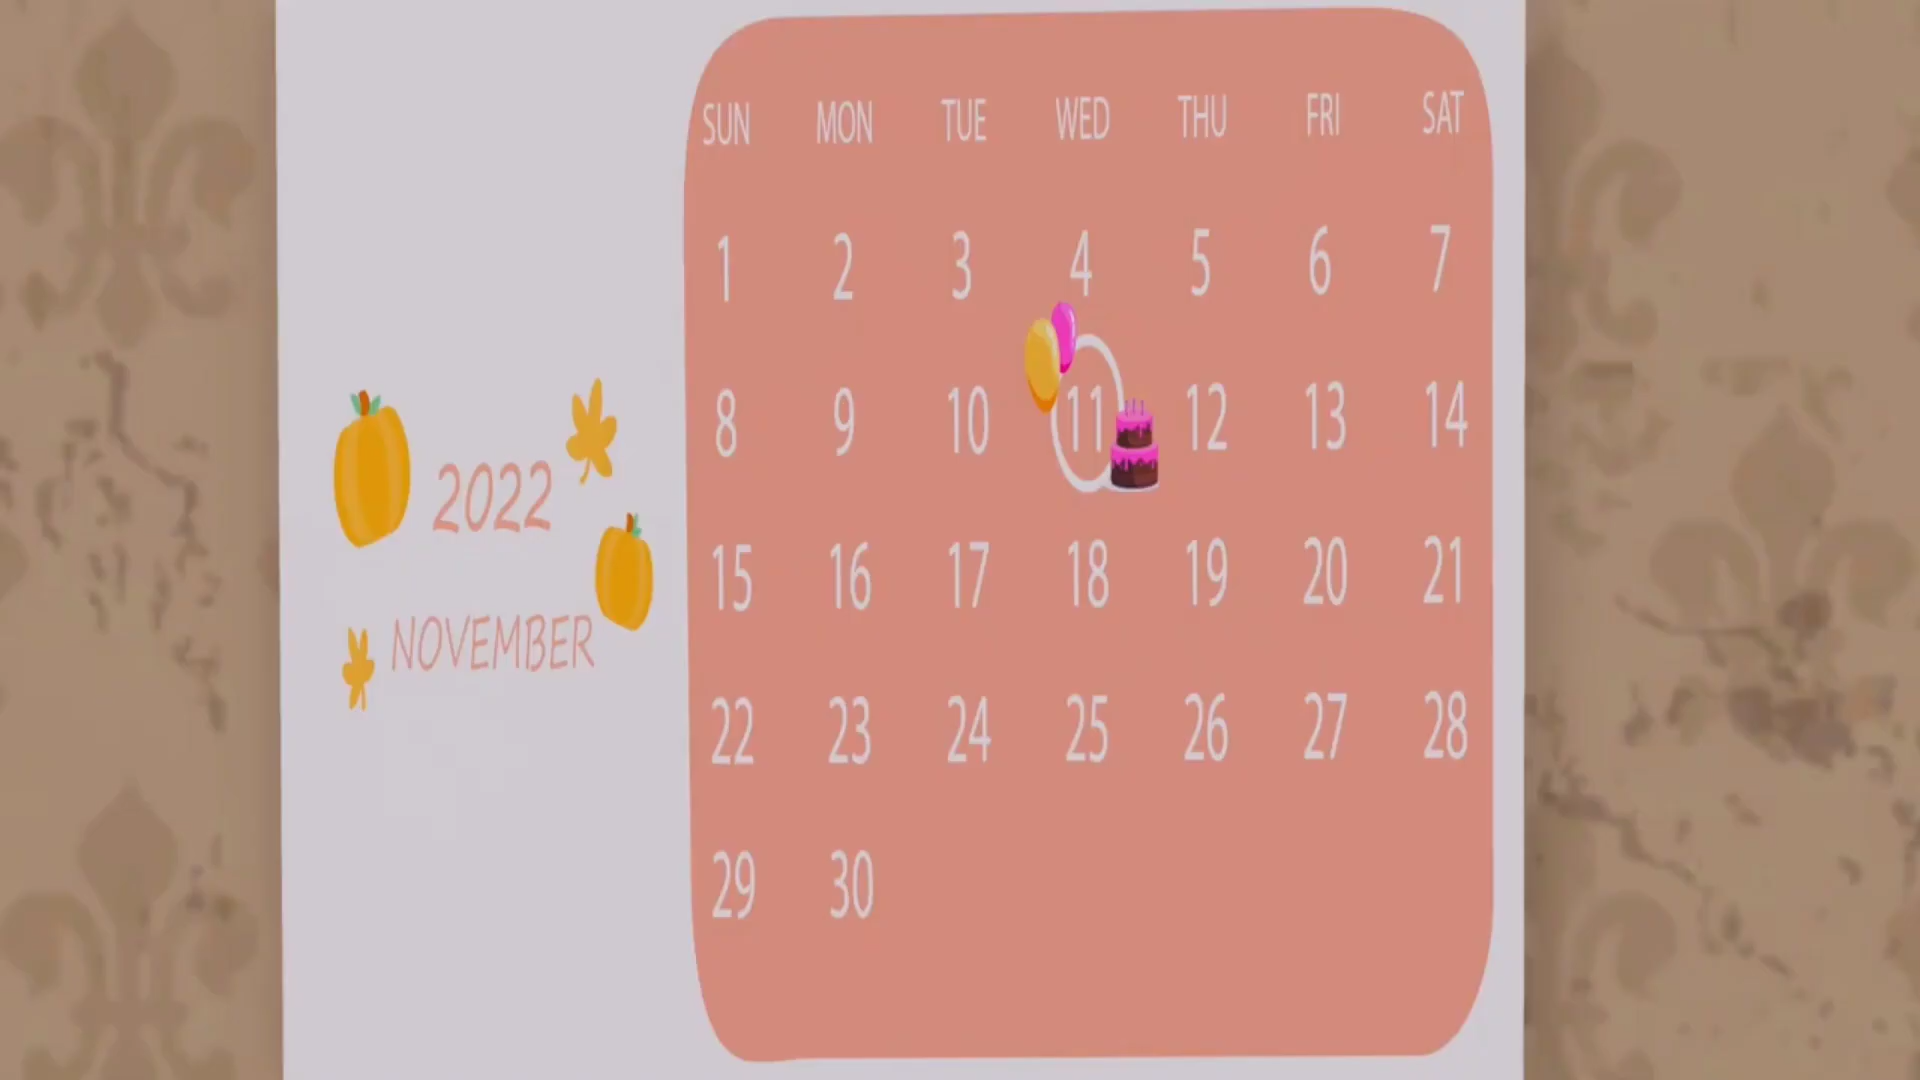 2022
NOVEMBER
SUN MON TUE WED THU FRI SAT
1 2 3 4 5 6 7
8 9 10 11 12 13 14
15 16 17 18 19 20 21
22 23 24 25 26 27 28
29 30